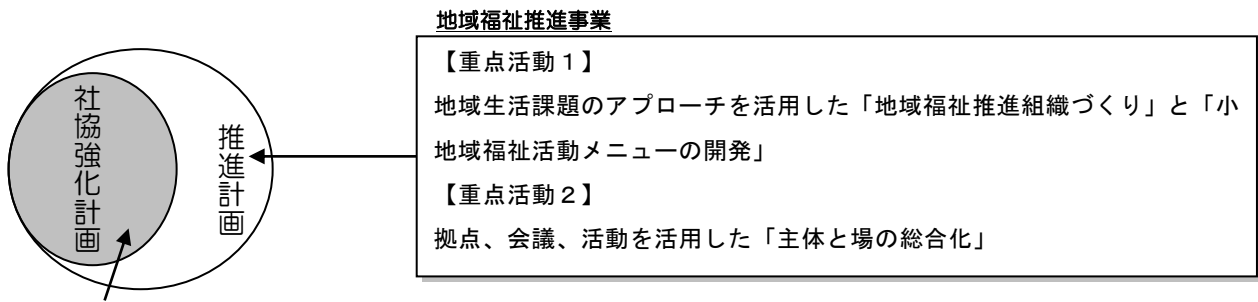 地域福祉推進事業
【重点活動１】
地域生活課題のアプローチを活用した「地域福祉推進組織づくり」と「小
地域福祉活動メニューの開発」
【重点活動２】
拠点、会議、活動を活用した「主体と場の総合化」
社協強化計画
推進計画